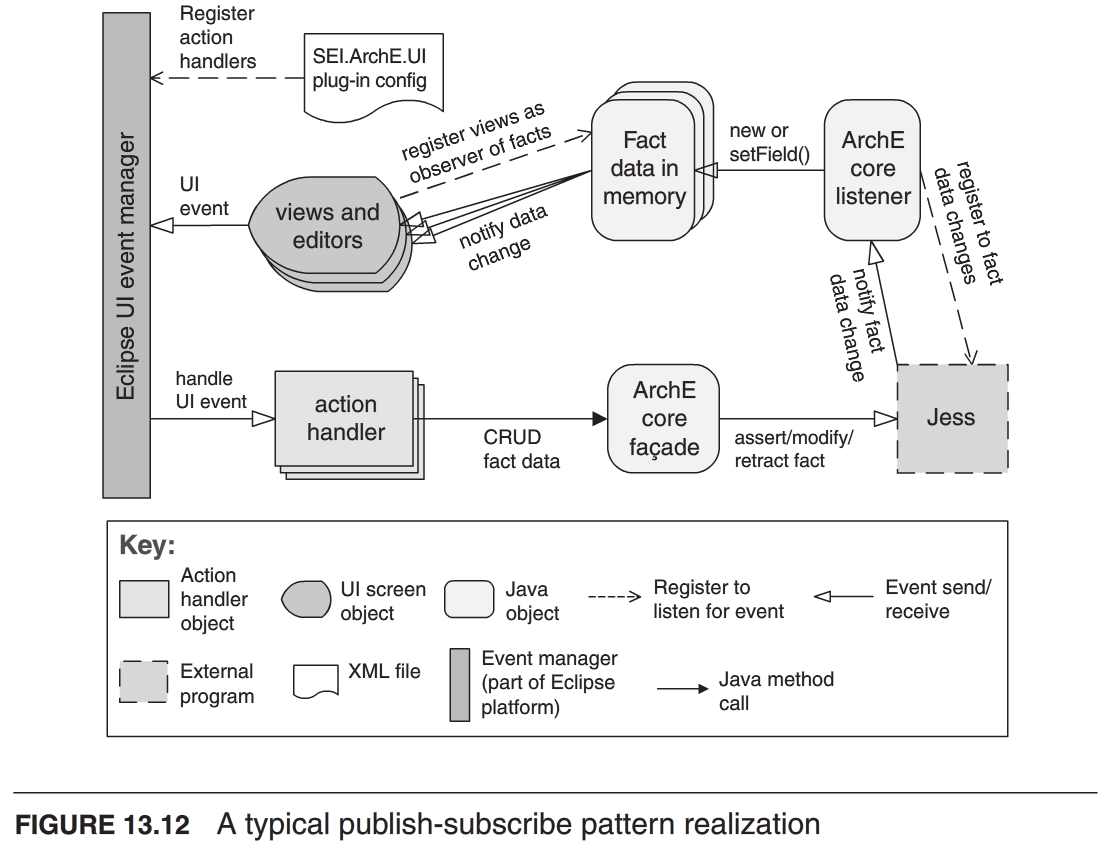 Register
action
handlers
SEI.ArchE.UI
plug-in config
Eclipse UI event manager
register views as
observer of facts
Fact
data in
memory
new or
setField()
ArchE
core
listener
register to fact
data changes
UI
event
views and
editors
notify data
change
notify fact
data change
handle
UI event
action
handler
CRUD
fact data
ArchE
core
façade
assert/modify/
retract fact
Jess
Key:
Action
handler
object
UI screen
object
Java
object
Register to
listen for event
Event send/
receive
External
program
XML file
Event manager
(part of Eclipse
platform)
Java method
call
FIGURE 13.12 A typical publish-subscribe pattern realization